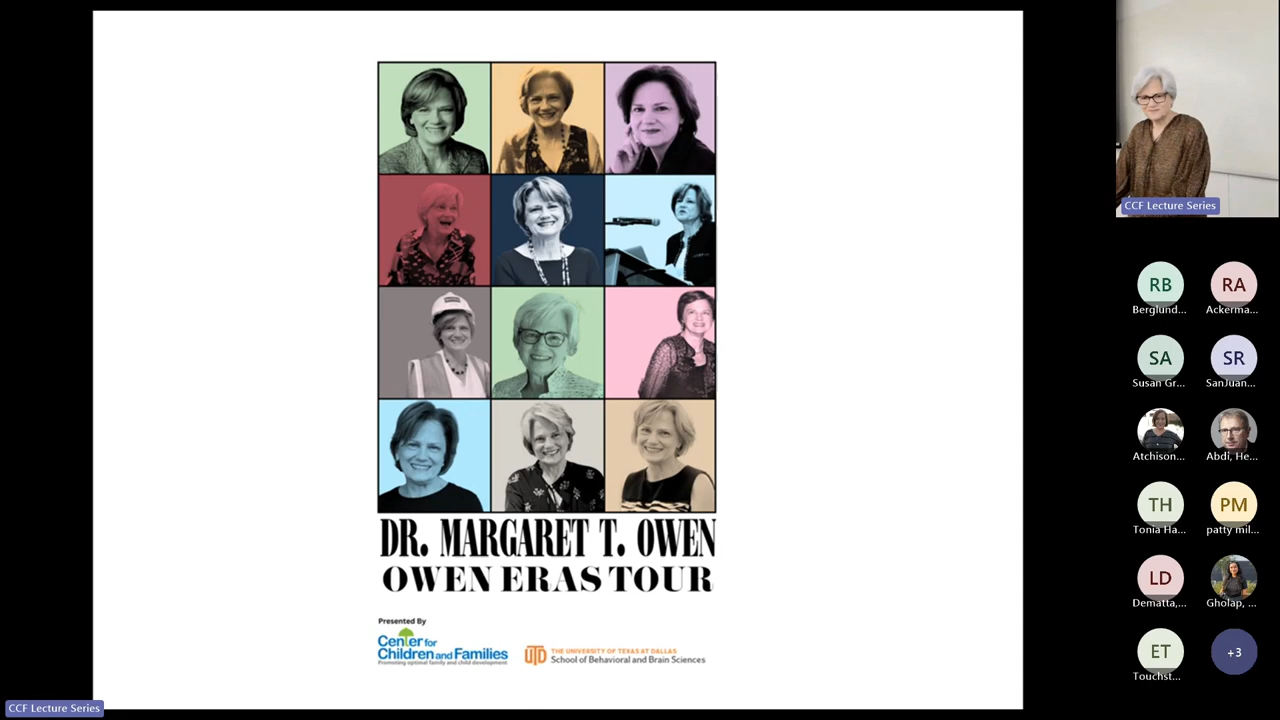 DR. MARGARET T. OWEN
OWEN ERAS TOUR
Presented By
Center for
Children and Families
Promoting optimal family and child development
UTD
THE UNIVERSITY OF TEXAS AT DALLAS
School of Behavioral and Brain Sciences
CCF Lecture Series
CCF Lecture Series
RB
RA
Berglund...
Ackerma...
SA
SR
Susan Gr...
SanJuan...
Atchison...
Abdi, He...
TH
PM
Tonia Ha...
patty mil...
LD
Dematta,...
Gholap, ...
ET
+3
Touchst...